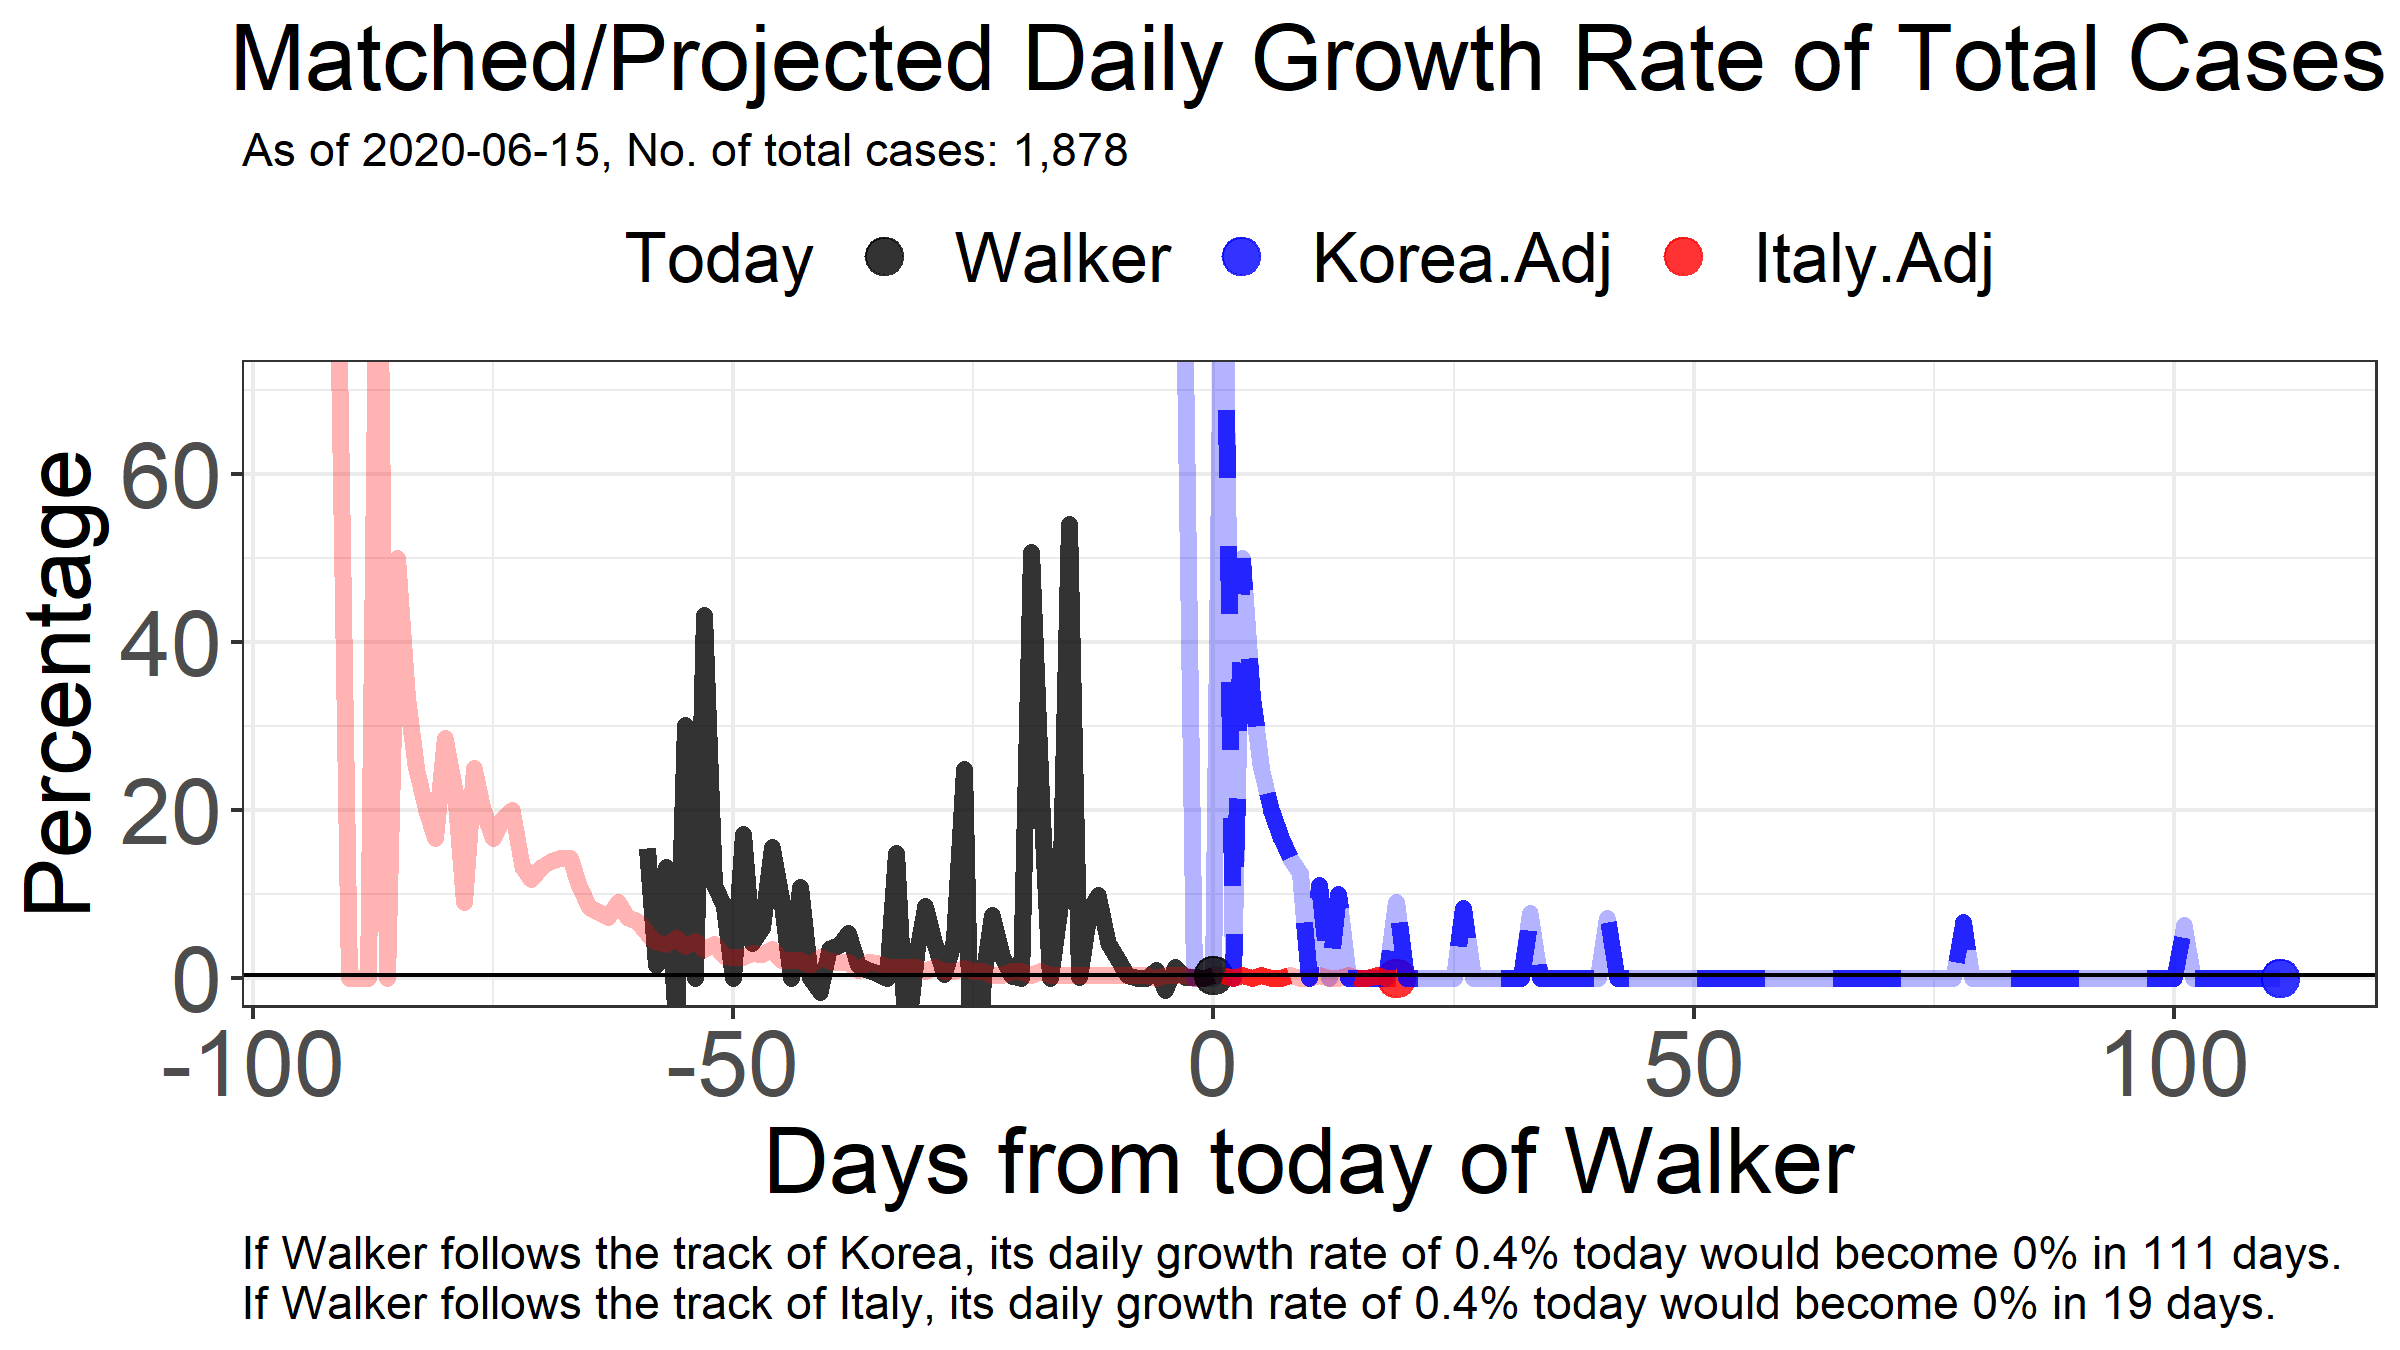 Matched/Projected Daily Growth Rate of Total Cases
As of 2020-06-15, No. of total cases: 1,878
Today Walker Korea.Adj Italy.Adj
Percentage
60
40
20
0
-100 -50 0 50 100
Days from today of Walker
If Walker follows the track of Korea, its daily growth rate of 0.4% today would become 0% in 111 days.
If Walker follows the track of Italy, its daily growth rate of 0.4% today would become 0% in 19 days.